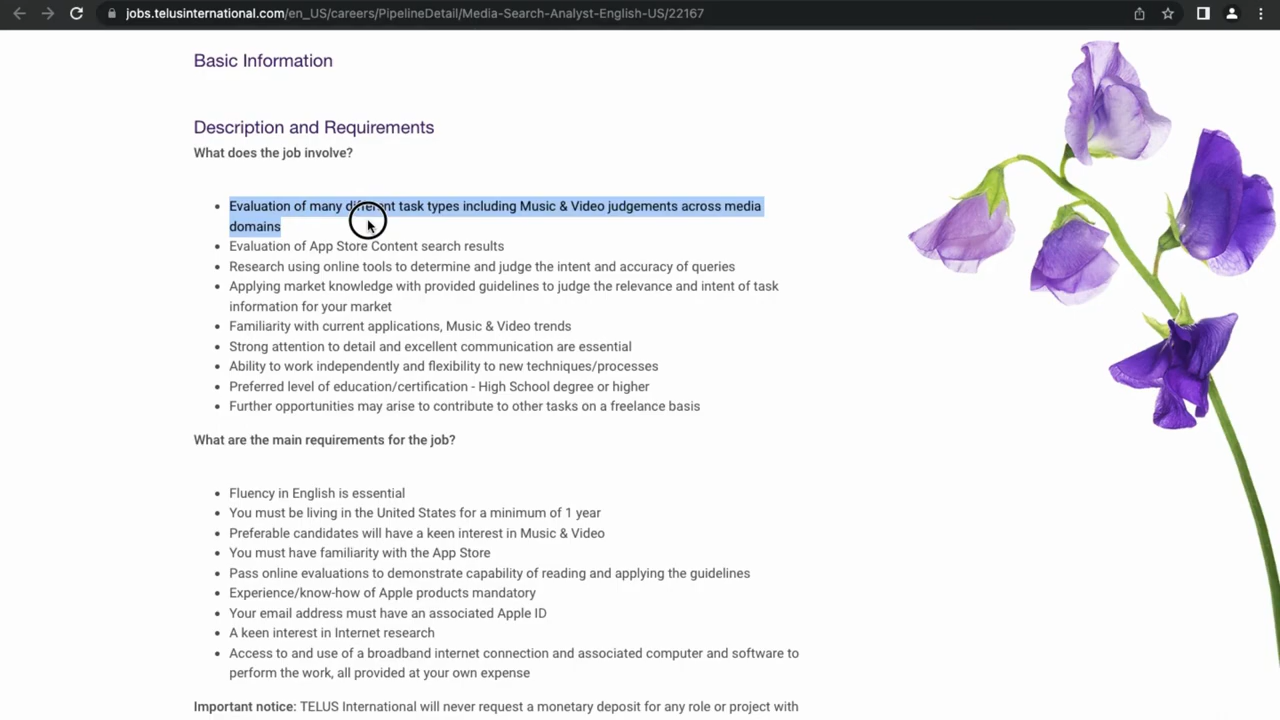 jobs.telusinternational.com/en_US/careers/PipelineDetail/Media-Search-Analyst-English-US/22167
Basic Information
Description and Requirements
What does the job involve?
• Evaluation of many different task types including Music & Video judgements across media
domains
• Evaluation of App Store Content search results
• Research using online tools to determine and judge the intent and accuracy of queries
• Applying market knowledge with provided guidelines to judge the relevance and intent of task
information for your market
• Familiarity with current applications, Music & Video trends
• Strong attention to detail and excellent communication are essential
• Ability to work independently and flexibility to new techniques/processes
• Preferred level of education/certification - High School degree or higher
• Further opportunities may arise to contribute to other tasks on a freelance basis
What are the main requirements for the job?
• Fluency in English is essential
• You must be living in the United States for a minimum of 1 year
• Preferable candidates will have a keen interest in Music & Video
• You must have familiarity with the App Store
• Pass online evaluations to demonstrate capability of reading and applying the guidelines
• Experience/know-how of Apple products mandatory
• Your email address must have an associated Apple ID
• A keen interest in Internet research
• Access to and use of a broadband internet connection and associated computer and software to
perform the work, all provided at your own expense
Important notice: TELUS International will never request a monetary deposit for any role or project with